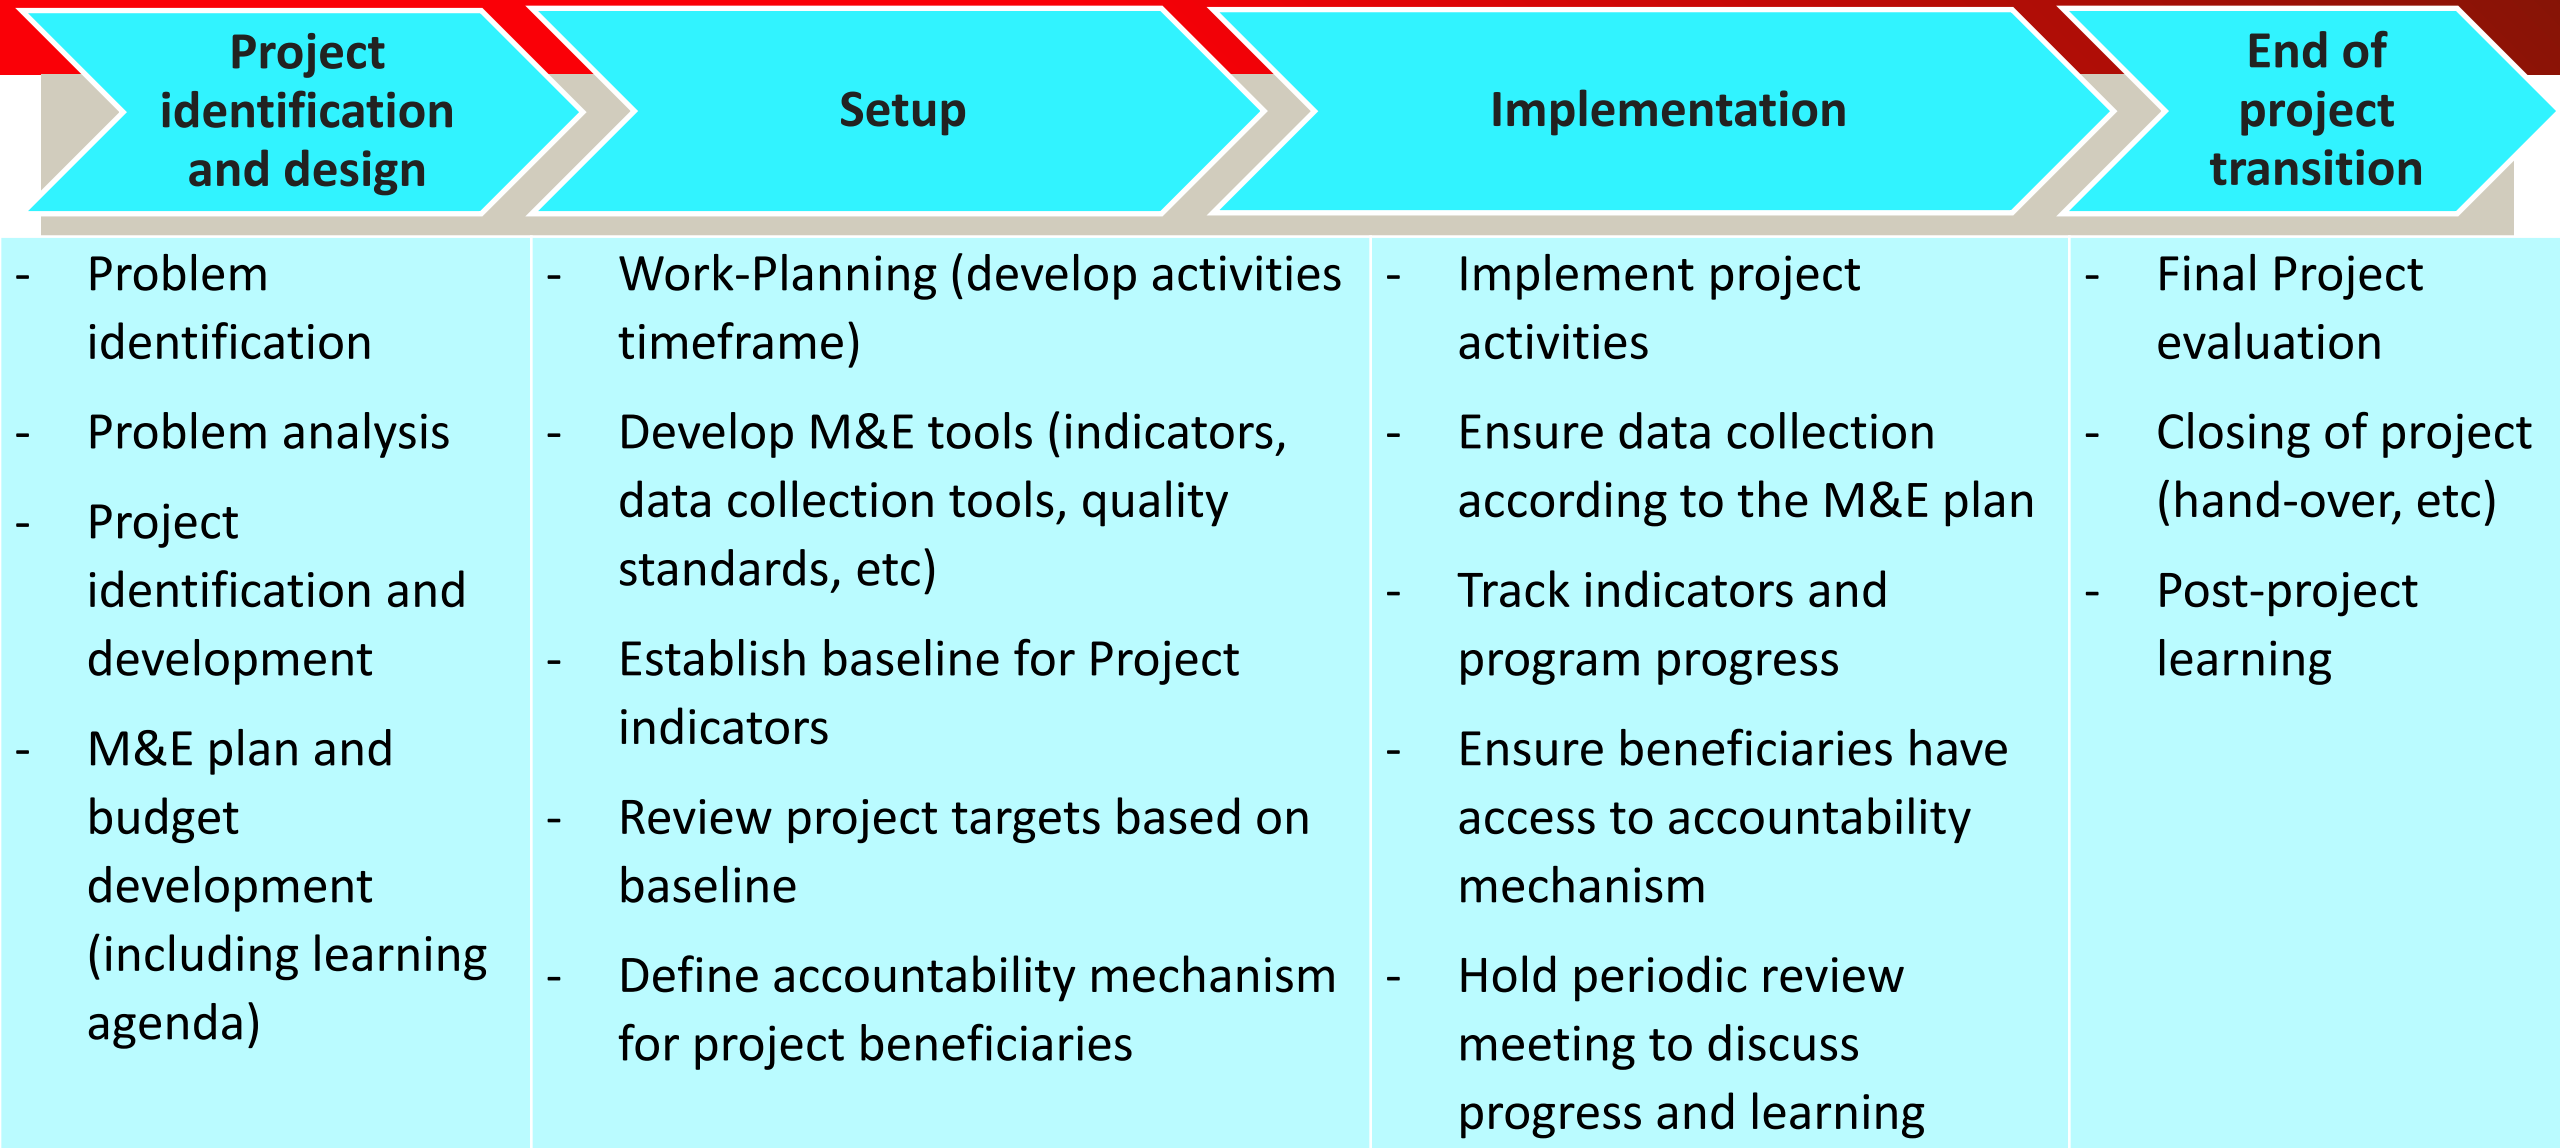 Project
identification
and design
Setup
Implementation
End of
project
transition
- Problem
identification
- Problem analysis
- Project
identification and
development
- M&E plan and
budget
development
(including learning
agenda)
- Work-Planning (develop activities
timeframe)
- Develop M&E tools (indicators,
data collection tools, quality
standards, etc)
- Establish baseline for Project
indicators
- Review project targets based on
baseline
- Define accountability mechanism
for project beneficiaries
- Implement project
activities
- Ensure data collection
according to the M&E plan
- Track indicators and
program progress
- Ensure beneficiaries have
access to accountability
mechanism
- Hold periodic review
meeting to discuss
progress and learning
- Final Project
evaluation
- Closing of project
(hand-over, etc)
- Post-project
learning